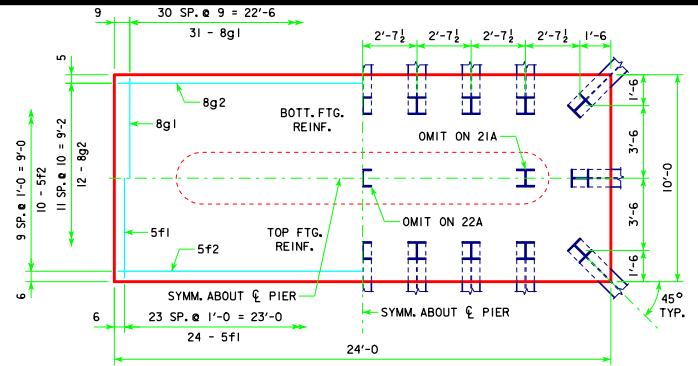 9
30 SP. @ 9 = 22'-6
31 - 8g1
2'-7½
2'-7½
2'-7½
2'-7½
1'-6
5
8g2
8g1
BOTT. FTG.
REINF.
OMIT ON 21A
1'-6
3'-6
10'-0
3'-6
1'-6
9 SP. @ 1'-0 = 9'-0
10 - 5f2
11 SP. @ 10 = 9'-2
12 - 8g2
5f1
TOP FTG.
REINF.
OMIT ON 22A
5f2
6
SYMM. ABOUT ℄ PIER
SYMM. ABOUT ℄ PIER
45°
TYP.
6
23 SP. @ 1'-0 = 23'-0
24 - 5f1
24'-0